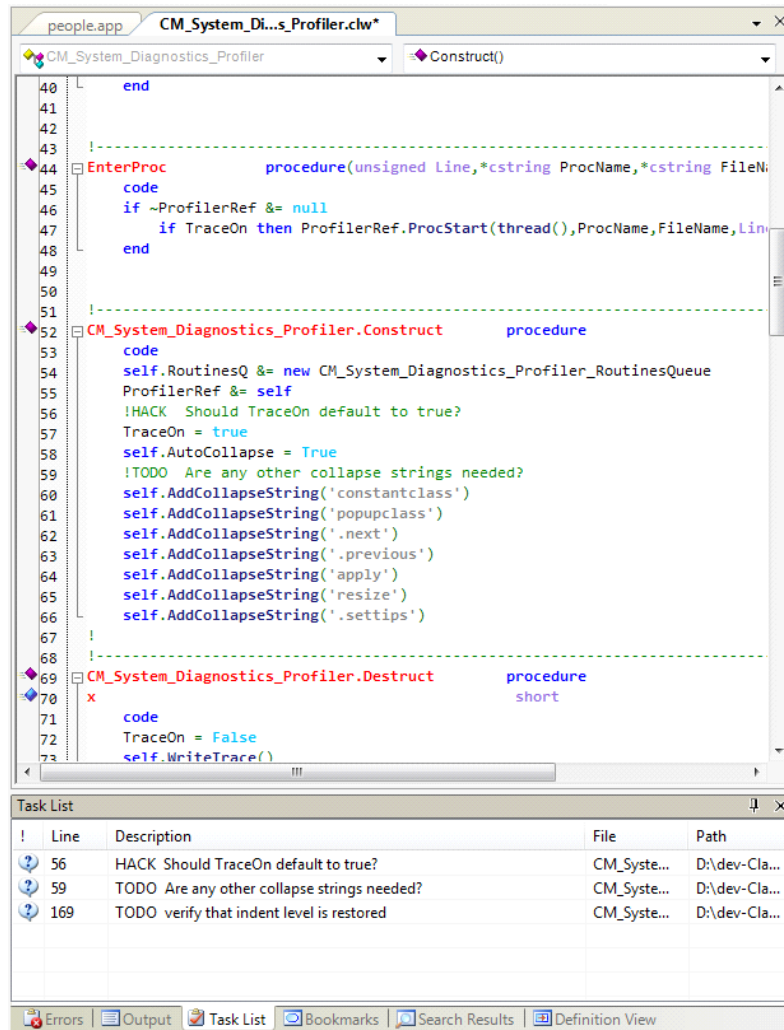 people.app CM_System_Di...s_Profiler.clw*
CM_System_Diagnostics_Profiler Construct()
40 end
41
42
43 !--------------------------------------------------------------------------------
44 EnterProc procedure(unsigned Line,*cstring ProcName,*cstring FileNa
45 code
46 if ~ProfilerRef &= null
47 if TraceOn then ProfilerRef.ProcStart(thread(),ProcName,FileName,Line
48 end
49
50
51 !--------------------------------------------------------------------------------
52 CM_System_Diagnostics_Profiler.Construct procedure
53 code
54 self.RoutinesQ &= new CM_System_Diagnostics_Profiler_RoutinesQueue
55 ProfilerRef &= self
56 !HACK Should TraceOn default to true?
57 TraceOn = true
58 self.AutoCollapse = True
59 !TODO Are any other collapse strings needed?
60 self.AddCollapseString('constantclass')
61 self.AddCollapseString('popupclass')
62 self.AddCollapseString('.next')
63 self.AddCollapseString('.previous')
64 self.AddCollapseString('apply')
65 self.AddCollapseString('resize')
66 self.AddCollapseString('.settips')
67 !
68 !--------------------------------------------------------------------------------
69 CM_System_Diagnostics_Profiler.Destruct procedure
70 x short
71 code
72 TraceOn = False
73 self.WriteTrace()
Task List
! Line Description File Path
56 HACK Should TraceOn default to true? CM_Syste... D:\dev-Cla...
59 TODO Are any other collapse strings needed? CM_Syste... D:\dev-Cla...
169 TODO verify that indent level is restored CM_Syste... D:\dev-Cla...
Errors Output Task List Bookmarks Search Results Definition View